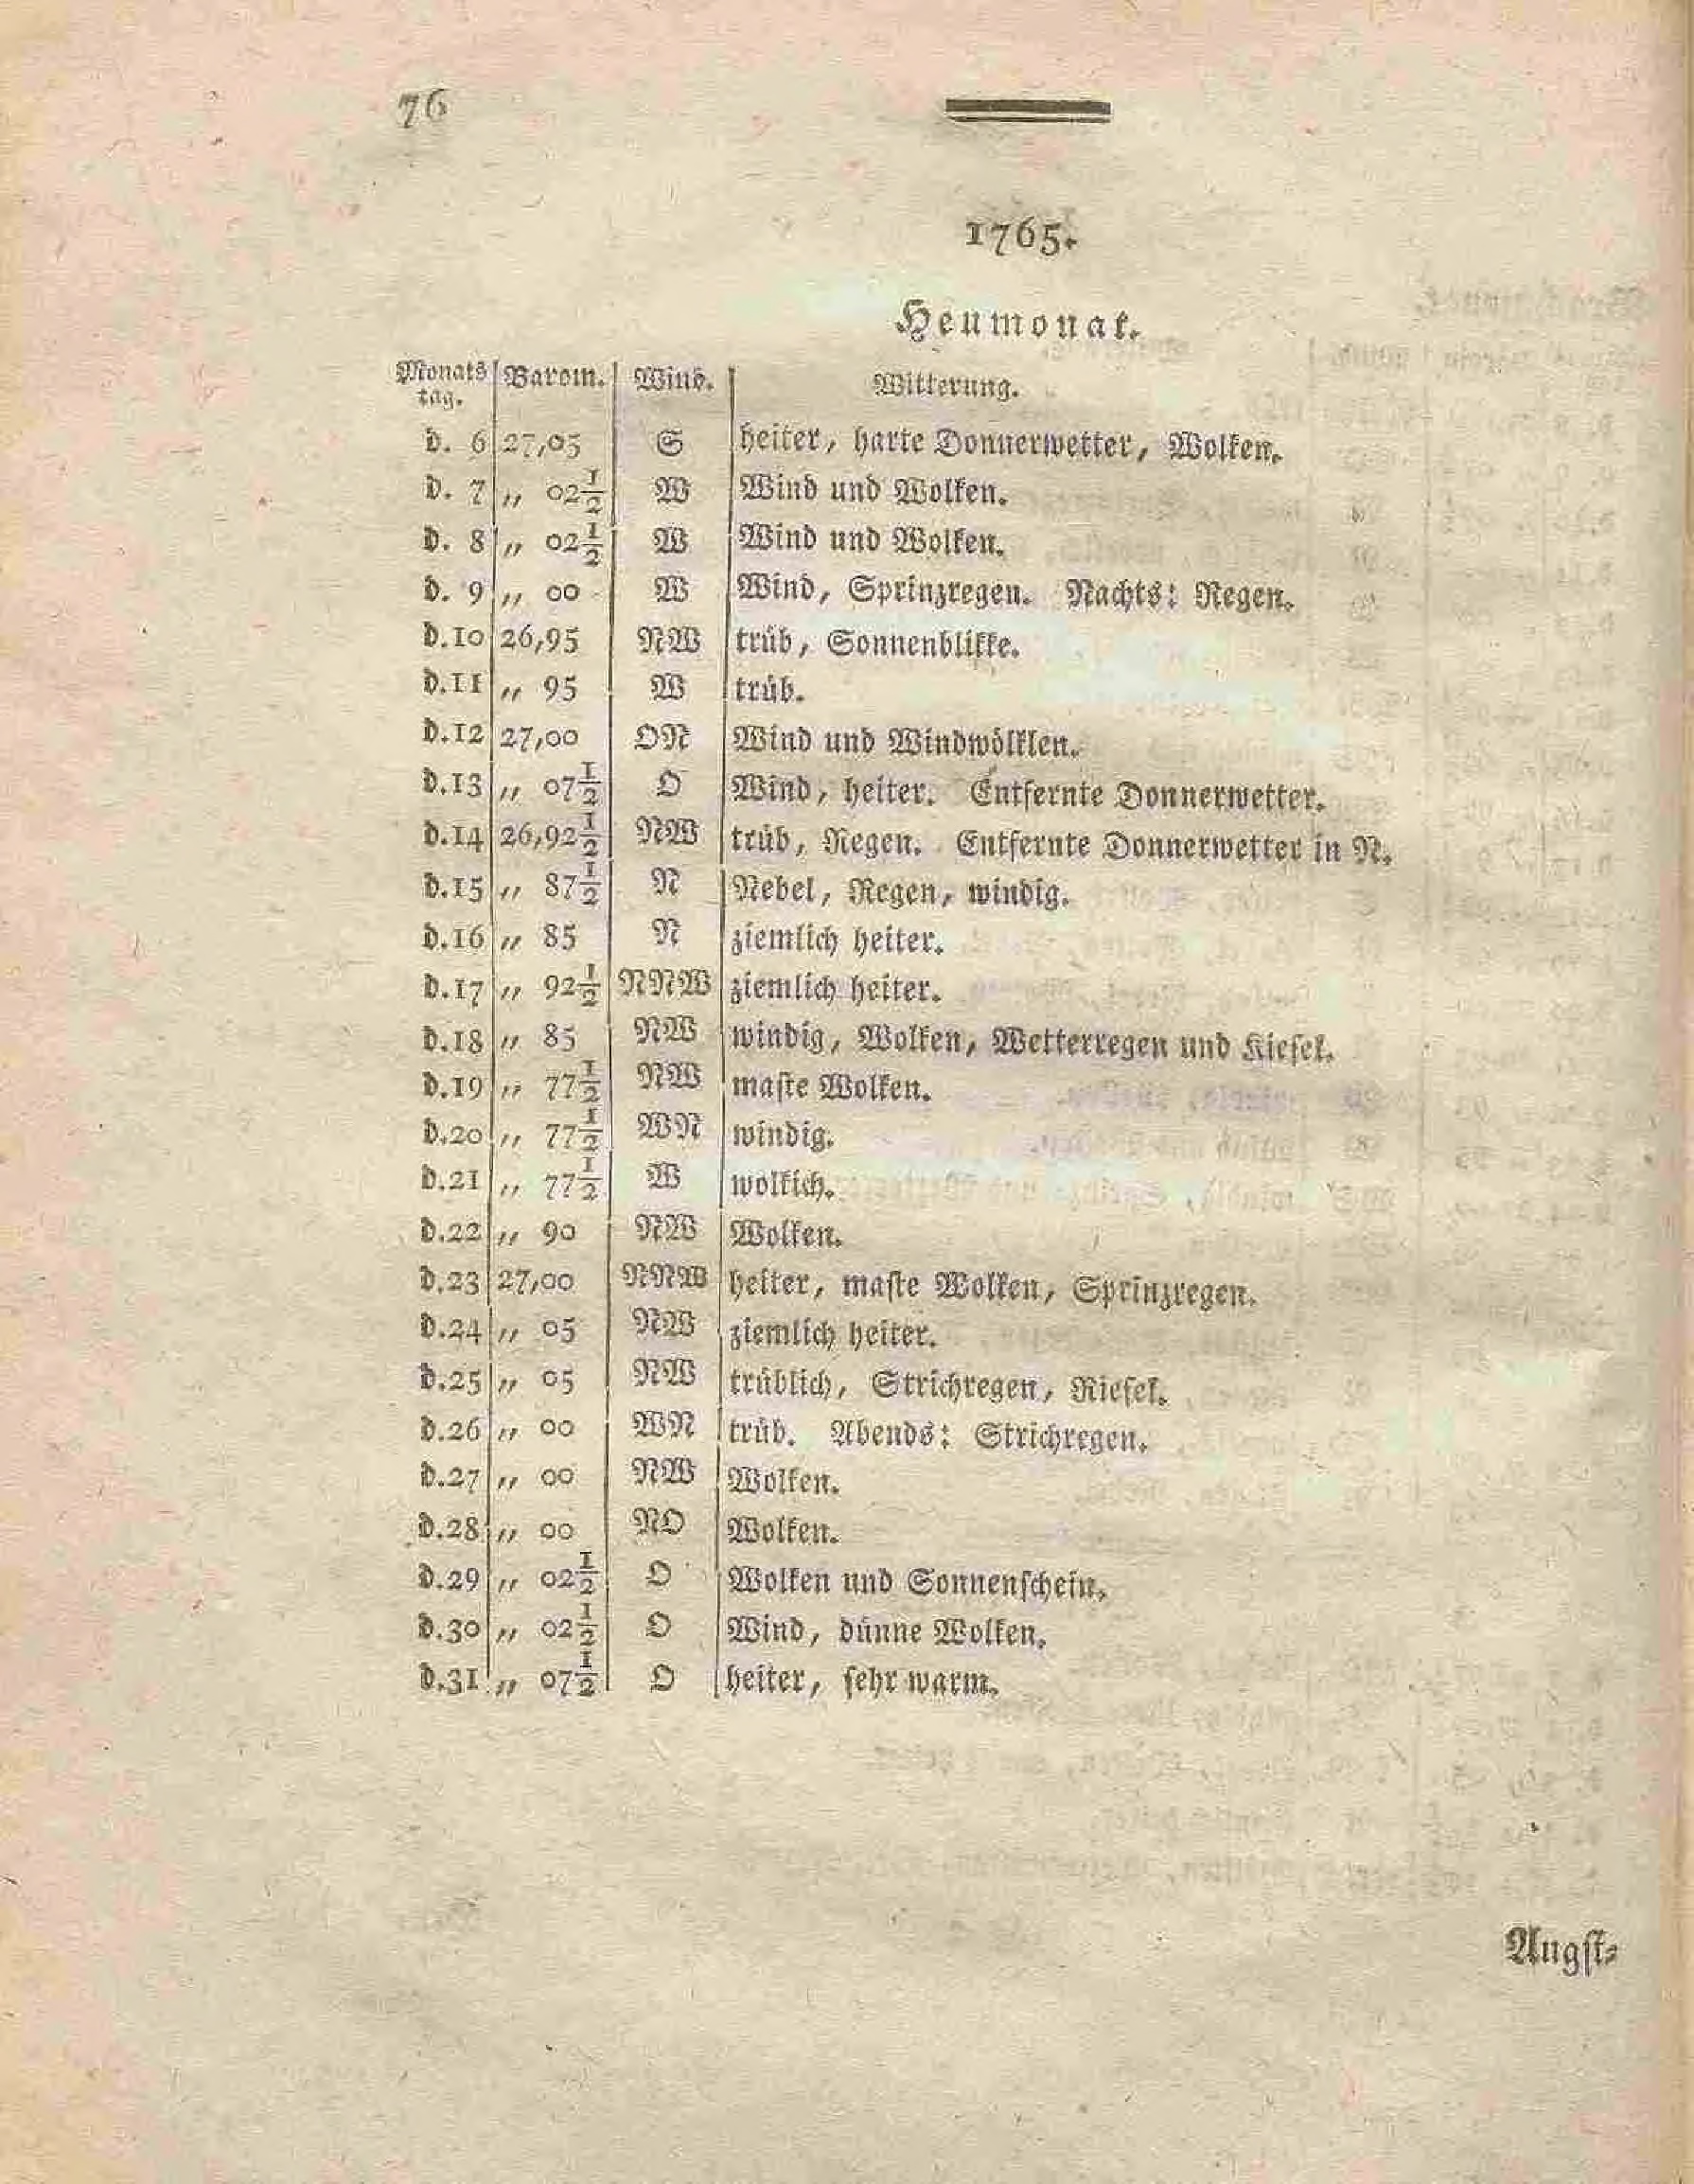 76
1765.
Heumonat.
Monats tag. Barom. Wind. Witterung.
d. 6 27,05 S heiter, harte Donnerwetter, Wolken.
d. 7 „ 02½ W Wind und Wolken.
d. 8 „ 02½ W Wind und Wolken.
d. 9 „ 00 W Wind, Sprinzregen. Nachts: Regen.
d.10 26,95 NW trüb, Sonnenblikke.
d.11 „ 95 W trüb.
d.12 27,00 ON Wind und Windwölklen.
d.13 „ 07½ O Wind, heiter. Entfernte Donnerwetter.
d.14 26,92½ NW trüb, Regen. Entfernte Donnerwetter in N.
d.15 „ 87½ N Nebel, Regen, windig.
d.16 „ 85 N ziemlich heiter.
d.17 „ 92½ NNW ziemlich heiter.
d.18 „ 85 NW windig, Wolken, Wetterregen und Kiesel.
d.19 „ 77½ NW maſte Wolken.
d.20 „ 77½ WN windig.
d.21 „ 77½ W wolkich.
d.22 „ 90 NW Wolken.
d.23 27,00 NNW heiter, maſte Wolken, Sprinzregen.
d.24 „ 05 NW ziemlich heiter.
d.25 „ 05 NW trüblich, Strichregen, Rieſel.
d.26 „ 00 WN trüb. Abends: Strichregen.
d.27 „ 00 NW Wolken.
d.28 „ 00 NO Wolken.
d.29 „ 02½ O Wolken und Sonnenſchein.
d.30 „ 02½ O Wind, dünne Wolken.
d.31 „ 07½ O heiter, ſehr warm.
Augſt-